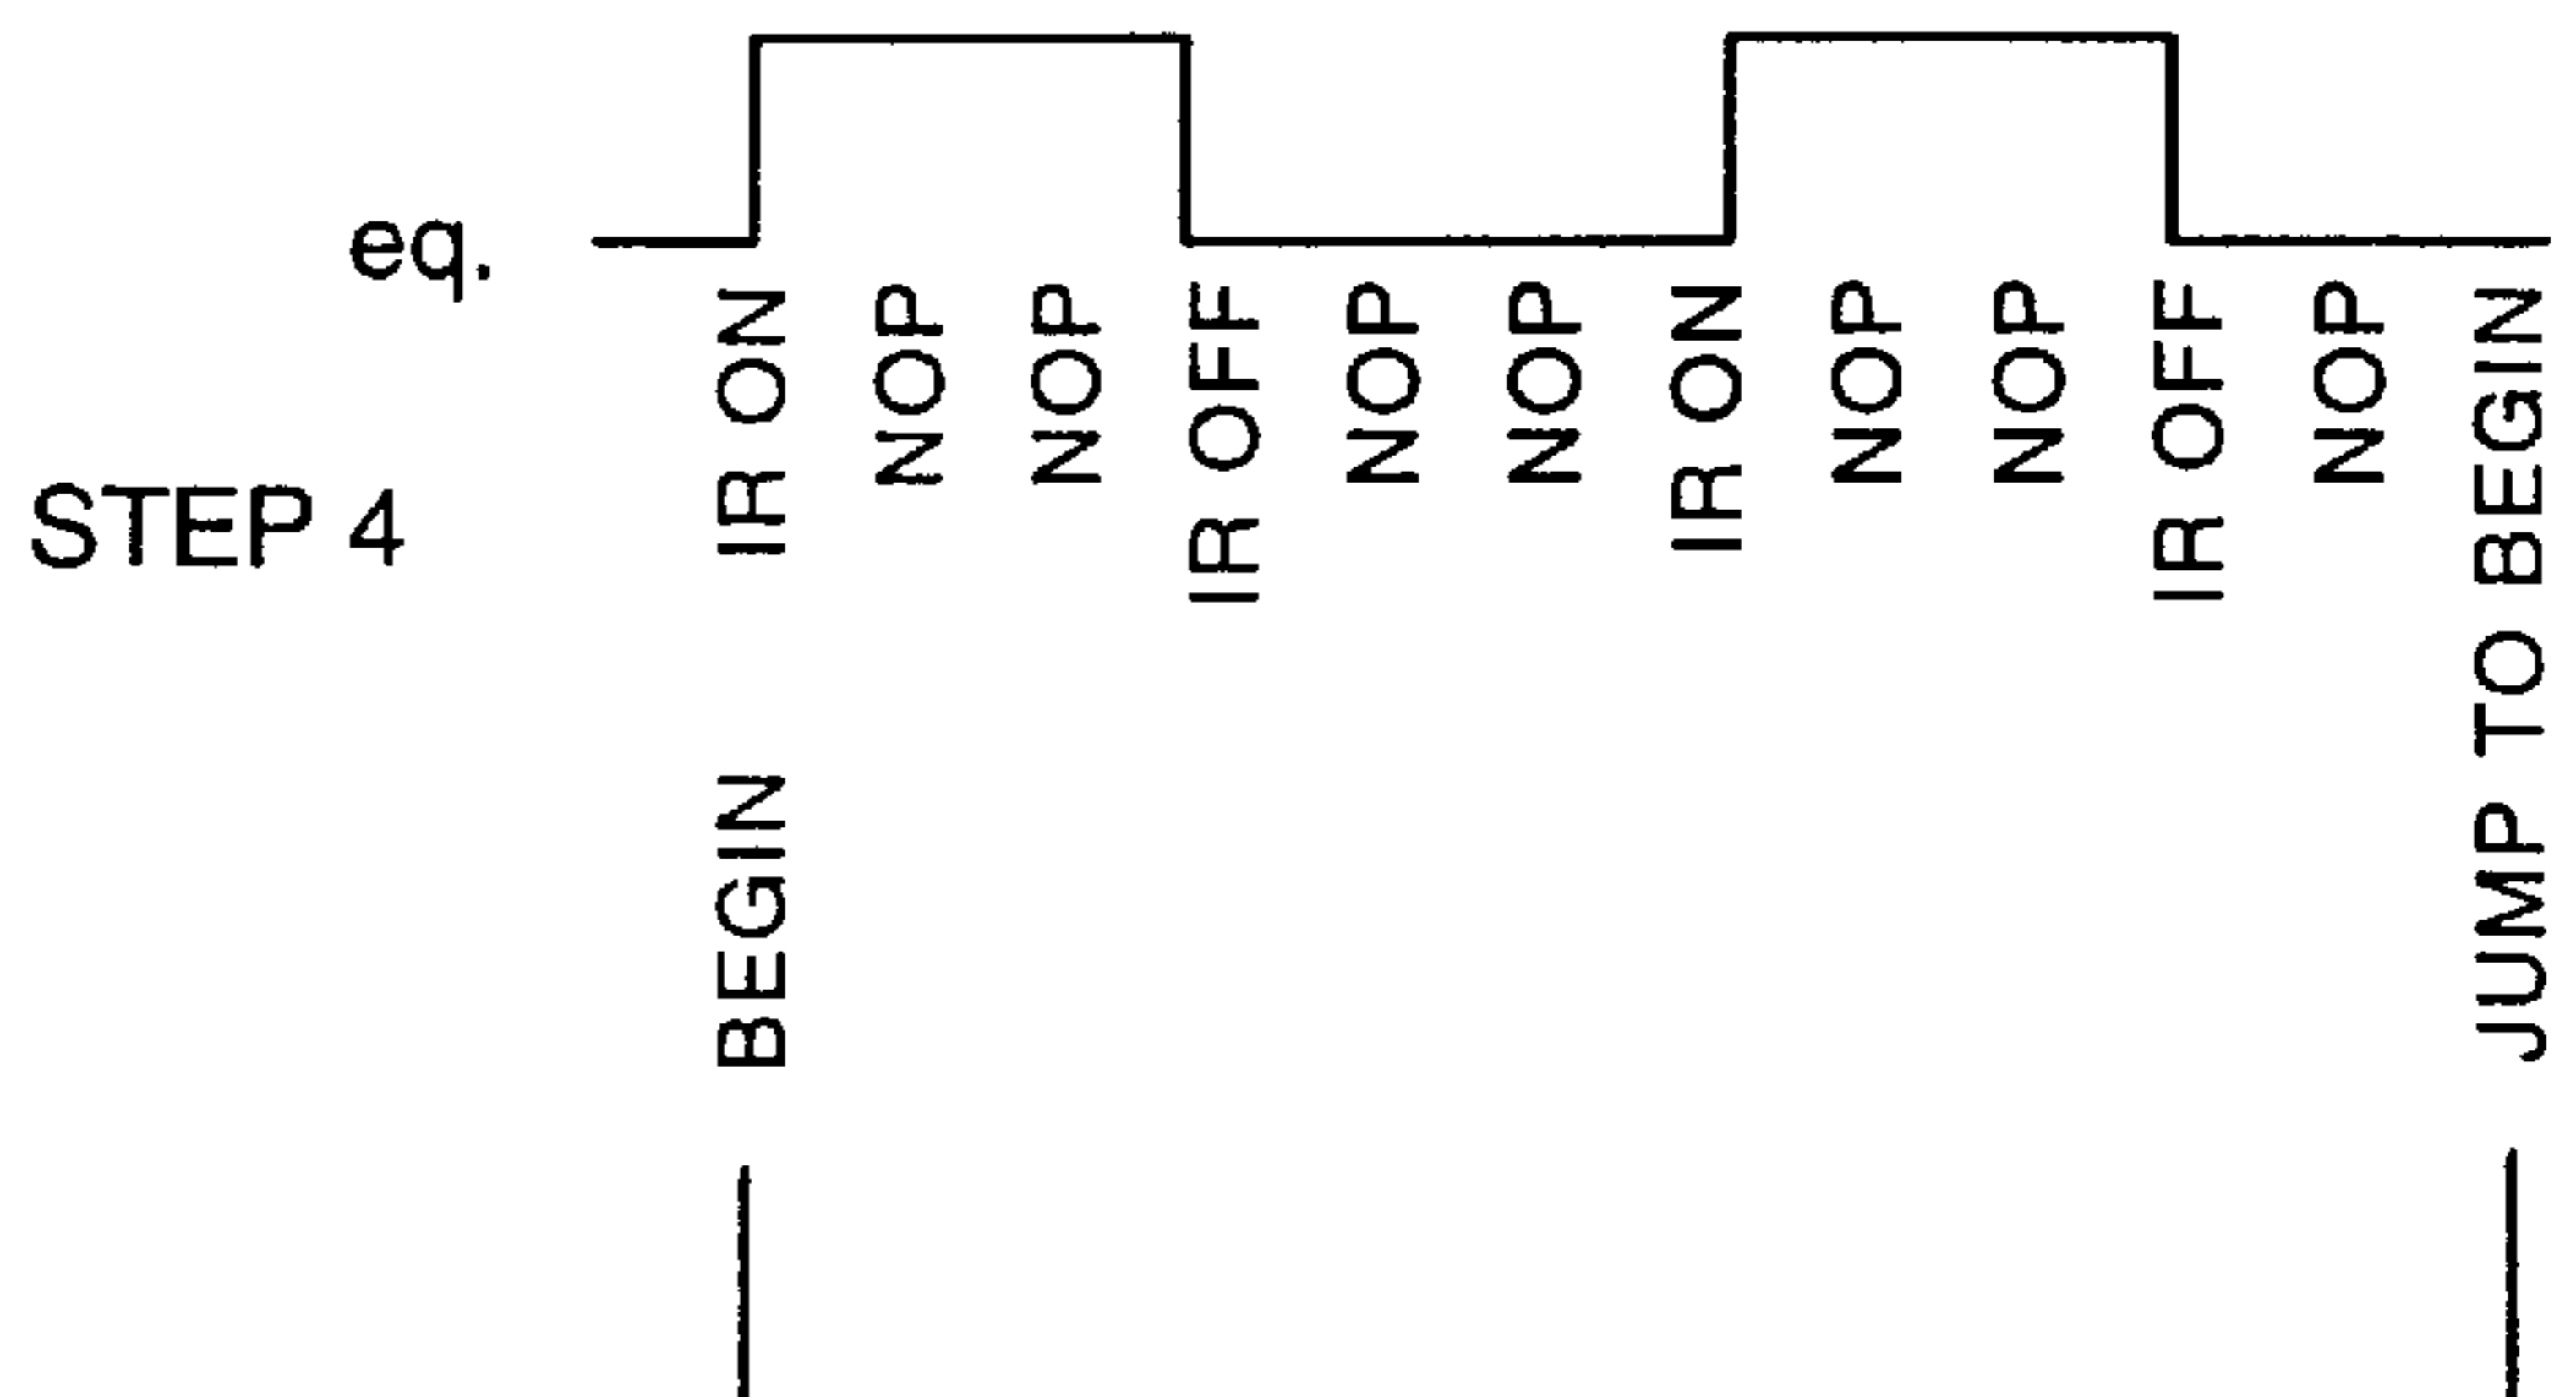 eq.
STEP 4
IR ON
NOP
NOP
IR OFF
NOP
NOP
IR ON
NOP
NOP
IR OFF
NOP
JUMP TO BEGIN
BEGIN